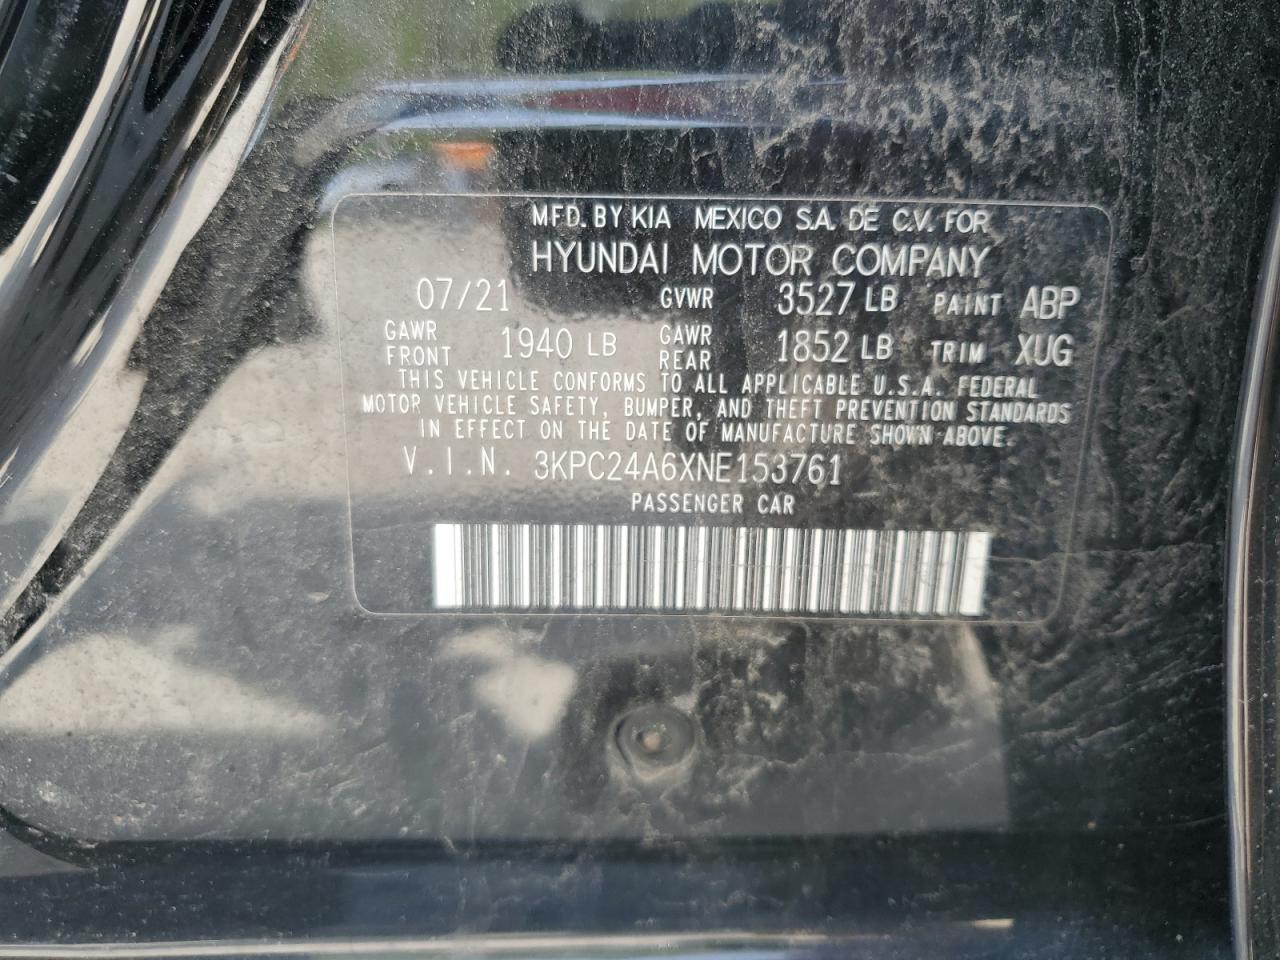 MFD. BY KIA MEXICO S.A. DE C.V. FOR
HYUNDAI MOTOR COMPANY
07/21 GVWR 3527 LB PAINT ABP
GAWR FRONT 1940 LB GAWR REAR 1852 LB TRIM XUG
THIS VEHICLE CONFORMS TO ALL APPLICABLE U.S.A. FEDERAL
MOTOR VEHICLE SAFETY, BUMPER, AND THEFT PREVENTION STANDARDS
IN EFFECT ON THE DATE OF MANUFACTURE SHOWN ABOVE.
V.I.N. 3KPC24A6XNE153761
PASSENGER CAR